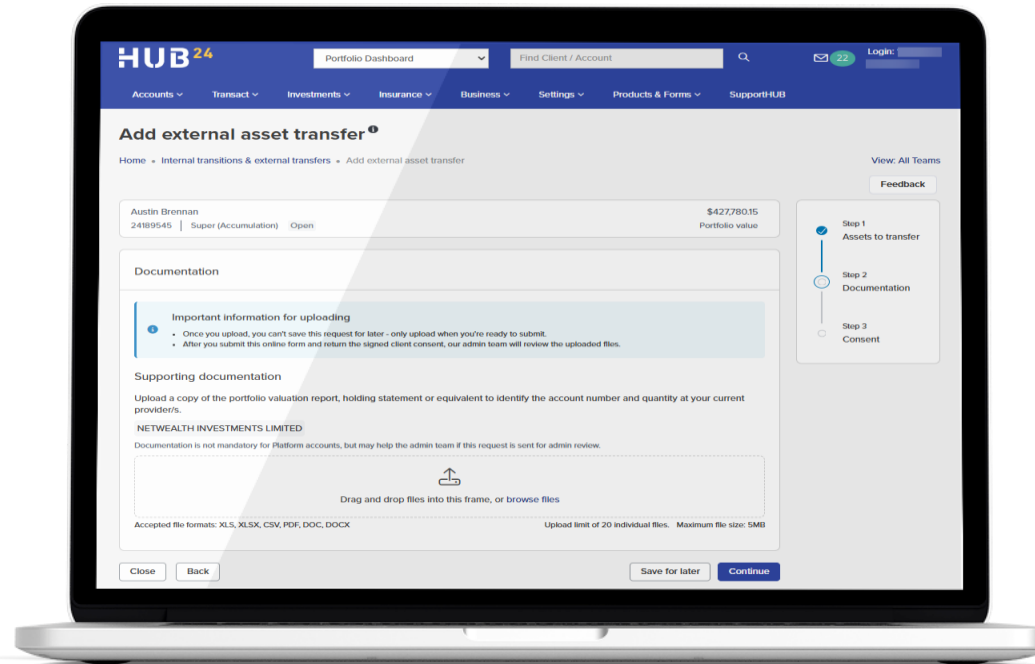 HUB24
Portfolio Dashboard
Find Client / Account
22
Login:
Accounts
Transact
Investments
Insurance
Business
Settings
Products & Forms
SupportHUB
Add external asset transfer
Home • Internal transitions & external transfers • Add external asset transfer
View: All Teams
Feedback
Austin Brennan
$427,780.15
24189545 | Super (Accumulation) Open
Portfolio value
Step 1
Assets to transfer
Step 2
Documentation
Step 3
Consent
Documentation
Important information for uploading
• Once you upload, you can't save this request for later - only upload when you're ready to submit.
• After you submit this online form and return the signed client consent, our admin team will review the uploaded files.
Supporting documentation
Upload a copy of the portfolio valuation report, holding statement or equivalent to identify the account number and quantity at your current
provider/s.
NETWEALTH INVESTMENTS LIMITED
Documentation is not mandatory for Platform accounts, but may help the admin team if this request is sent for admin review.
Drag and drop files into this frame, or browse files
Accepted file formats: XLS, XLSX, CSV, PDF, DOC, DOCX
Upload limit of 20 individual files. Maximum file size: 5MB
Close
Back
Save for later
Continue